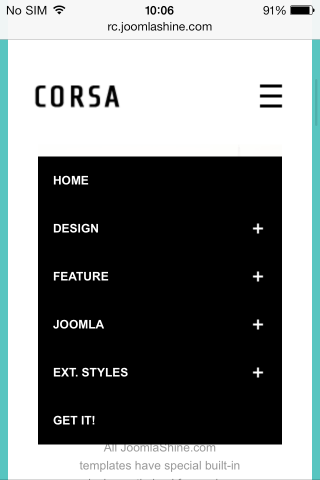 No SIM 10:06 91%
rc.joomlashine.com
CORSA
HOME
DESIGN +
FEATURE +
JOOMLA +
EXT. STYLES +
GET IT!
All JoomlaShine.com
templates have special built-in